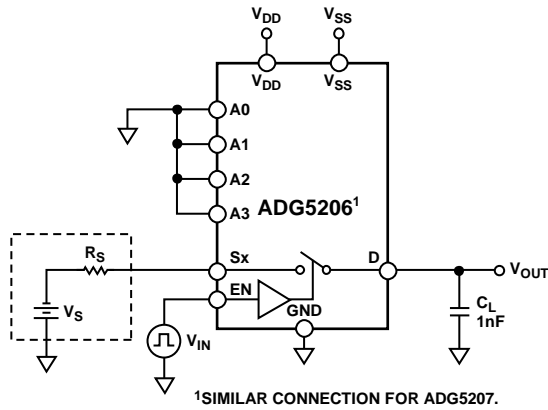 VDD VSS
VDD VSS
A0
A1
A2
A3
ADG5206¹
RS
Sx
D
VOUT
EN
GND
VS
VIN
CL
1nF
¹SIMILAR CONNECTION FOR ADG5207.